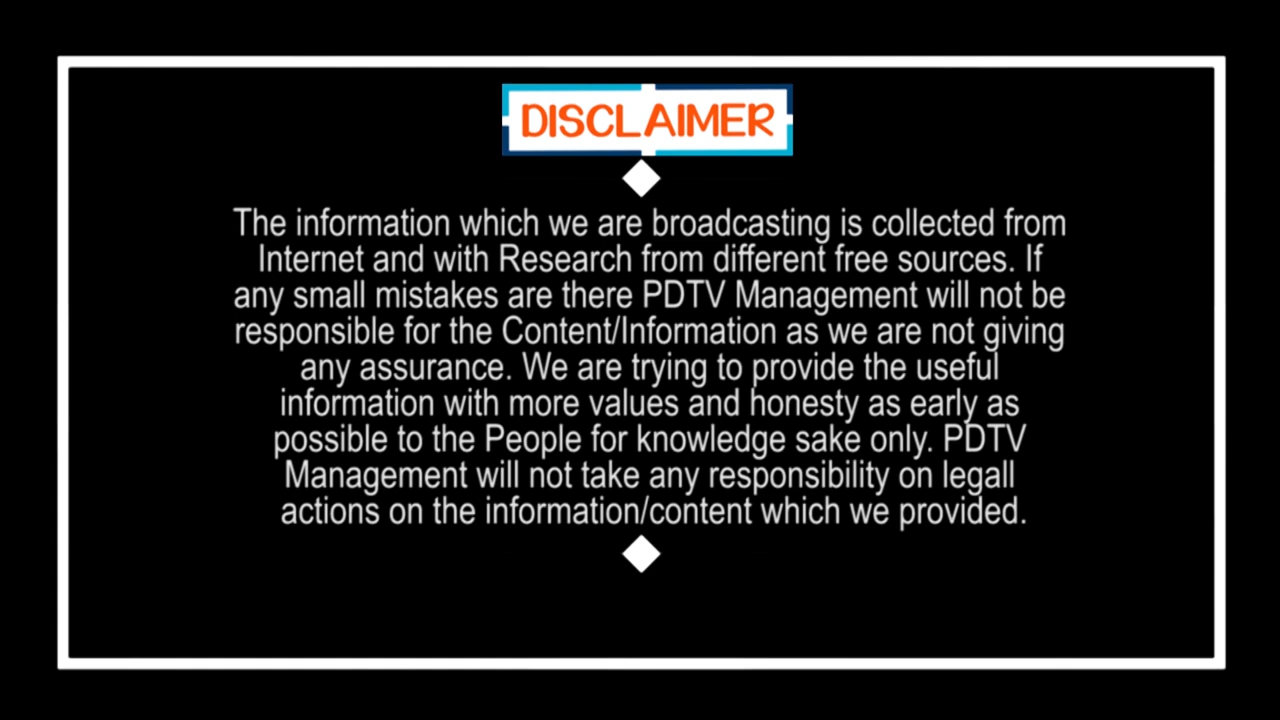 DISCLAIMER
The information which we are broadcasting is collected from
Internet and with Research from different free sources. If
any small mistakes are there PDTV Management will not be
responsible for the Content/Information as we are not giving
any assurance. We are trying to provide the useful
information with more values and honesty as early as
possible to the People for knowledge sake only. PDTV
Management will not take any responsibility on legall
actions on the information/content which we provided.